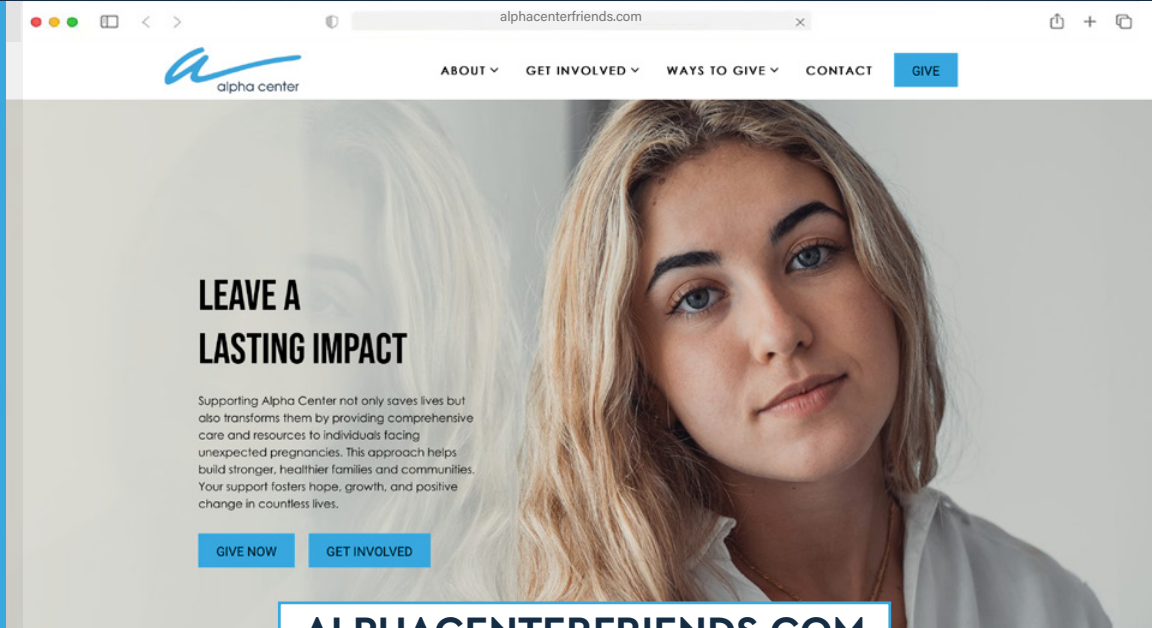 alphacenterfriends.com
alpha center
ABOUT GET INVOLVED WAYS TO GIVE CONTACT GIVE
LEAVE A
LASTING IMPACT
Supporting Alpha Center not only saves lives but
also transforms them by providing comprehensive
care and resources to individuals facing
unexpected pregnancies. This approach helps
build stronger, healthier families and communities.
Your support fosters hope, growth, and positive
change in countless lives.
GIVE NOW GET INVOLVED
ALPHACENTERFRIENDS.COM